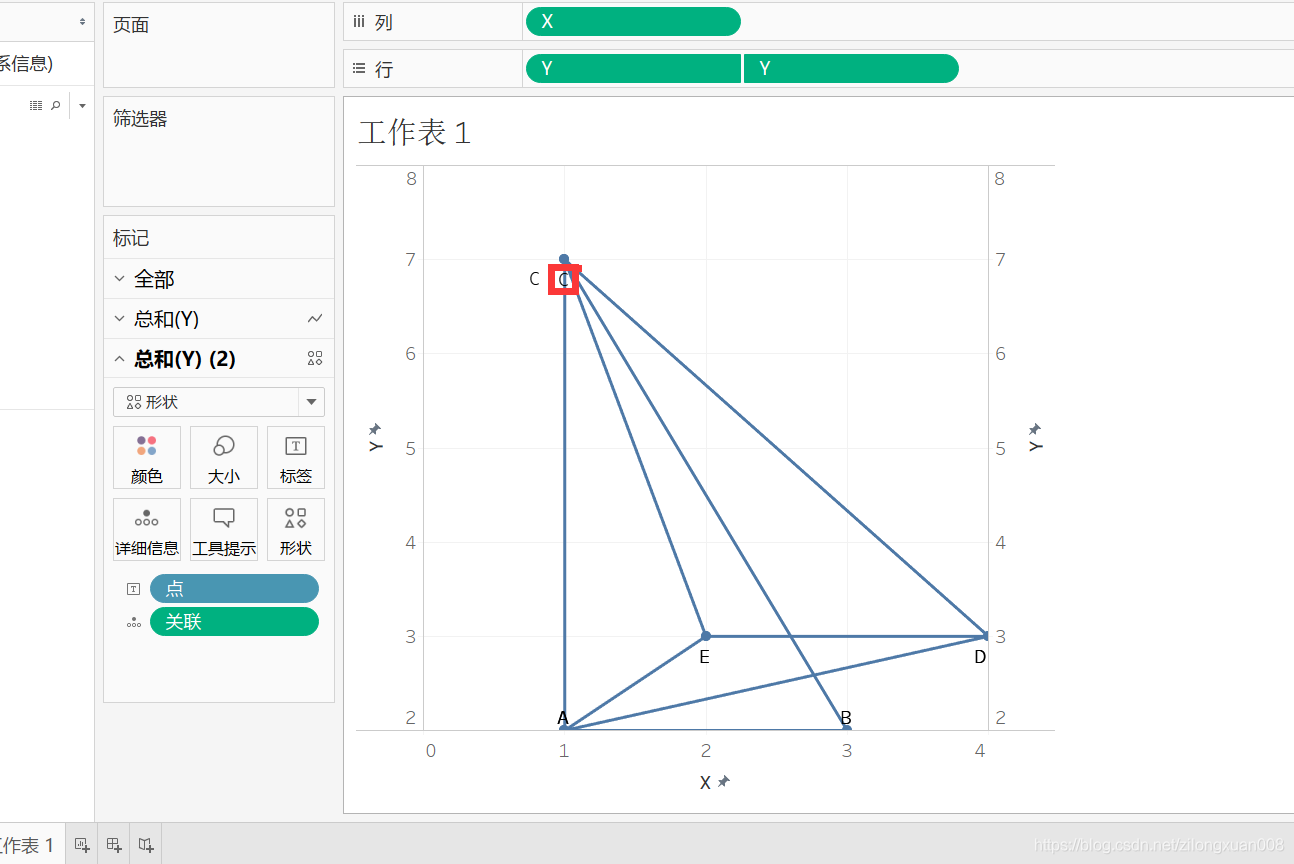 系信息)
页面
筛选器
标记
全部
总和(Y)
总和(Y) (2)
形状
颜色
大小
标签
详细信息
工具提示
形状
点
关联
列
X
行
Y
Y
工作表 1
8
7
6
5
4
3
2
Y
8
7
6
5
4
3
2
Y
C
C
E
D
A
B
0
1
2
3
4
X
工作表 1
https://blog.csdn.net/zilongxuan008